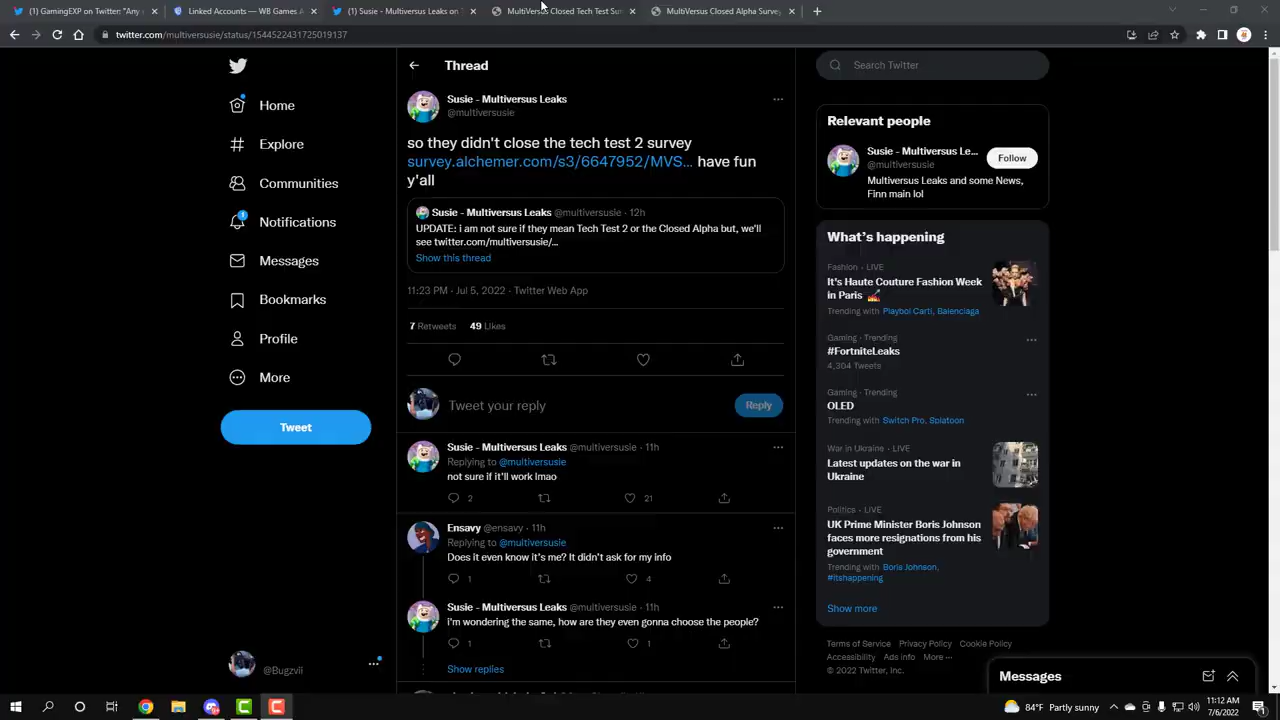 GamingEXP on Twitter "Any
Linked Accounts — WB Games A
Susie - Multiversus Leaks on T
MultiVersus Closed Tech Test Sur
MultiVersus Closed Alpha Survey
twitter.com/multiversusie/status/1544522431725019137
Home
Explore
Communities
Notifications
Messages
Bookmarks
Profile
More
Tweet
@Bugzvii
Thread
Susie - Multiversus Leaks
@multiversusie
so they didn't close the tech test 2 survey
survey.alchemer.com/s3/6647952/MVS... have fun
y'all
Susie - Multiversus Leaks @multiversusie · 12h
UPDATE: i am not sure if they mean Tech Test 2 or the Closed Alpha but, we'll
see twitter.com/multiversusie/...
Show this thread
11:23 PM · Jul 5, 2022 · Twitter Web App
7 Retweets 49 Likes
Tweet your reply
Reply
Susie - Multiversus Leaks @multiversusie · 11h
Replying to @multiversusie
not sure if it'll work lmao
2 21
Ensavy @ensavy · 11h
Replying to @multiversusie
Does it even know it's me? It didn't ask for my info
1 4
Susie - Multiversus Leaks @multiversusie · 11h
i'm wondering the same, how are they even gonna choose the people?
1 1
Show replies
Search Twitter
Relevant people
Susie - Multiversus Le...
@multiversusie
Follow
Multiversus Leaks and some News,
Finn main lol
What's happening
Fashion · LIVE
It's Haute Couture Fashion Week
in Paris
Trending with Playboi Carti, Balenciaga
Gaming · Trending
#FortniteLeaks
4,304 Tweets
Gaming · Trending
OLED
Trending with Switch Pro, Splatoon
War in Ukraine · LIVE
Latest updates on the war in
Ukraine
Politics · LIVE
UK Prime Minister Boris Johnson
faces more resignations from his
government
Trending with Boris Johnson,
#itshappening
Show more
Terms of Service Privacy Policy Cookie Policy
Accessibility Ads info More ···
© 2022 Twitter, Inc.
Messages
84°F Partly sunny
11:12 AM
7/6/2022